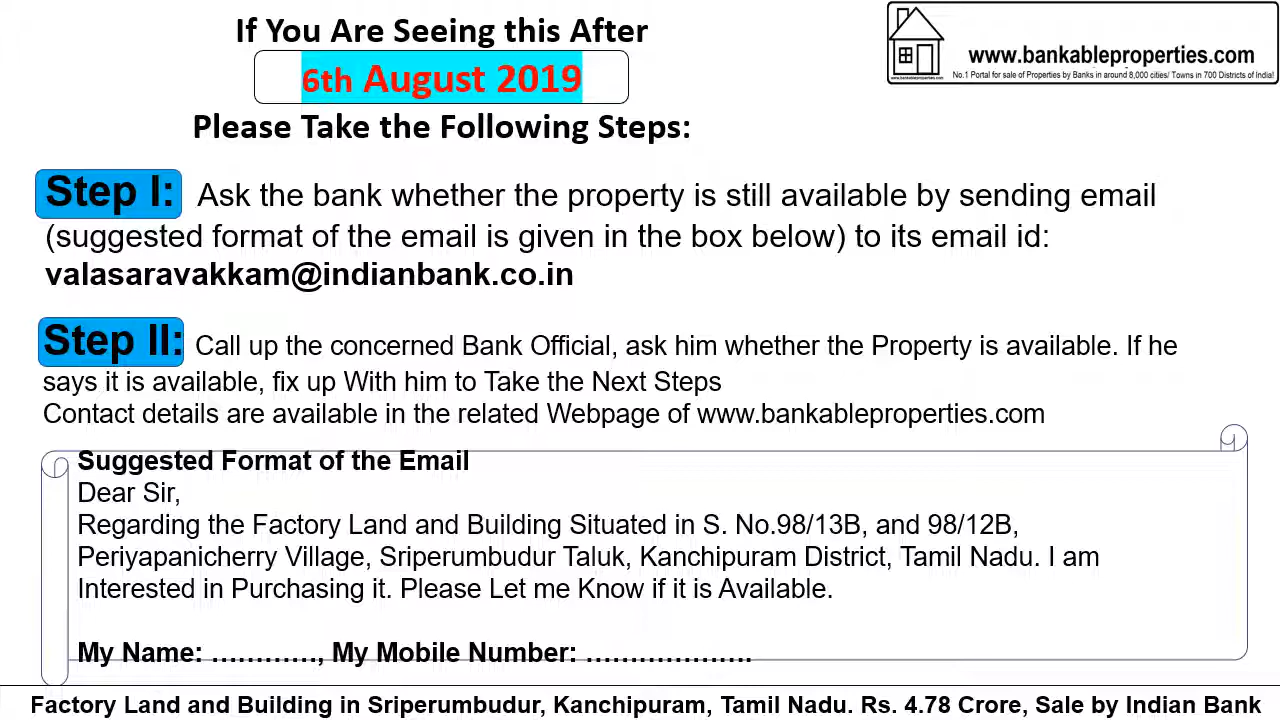 If You Are Seeing this After
6th August 2019
Please Take the Following Steps:
www.bankableproperties.com
No.1 Portal for sale of Properties by Banks in around 8,000 cities/ Towns in 700 Districts of India!
www.bankableproperties.com
Step I: Ask the bank whether the property is still available by sending email
(suggested format of the email is given in the box below) to its email id:
valasaravakkam@indianbank.co.in
Step II: Call up the concerned Bank Official, ask him whether the Property is available. If he
says it is available, fix up With him to Take the Next Steps
Contact details are available in the related Webpage of www.bankableproperties.com
Suggested Format of the Email
Dear Sir,
Regarding the Factory Land and Building Situated in S. No.98/13B, and 98/12B,
Periyapanicherry Village, Sriperumbudur Taluk, Kanchipuram District, Tamil Nadu. I am
Interested in Purchasing it. Please Let me Know if it is Available.
My Name: …………, My Mobile Number: ……………….
Factory Land and Building in Sriperumbudur, Kanchipuram, Tamil Nadu. Rs. 4.78 Crore, Sale by Indian Bank